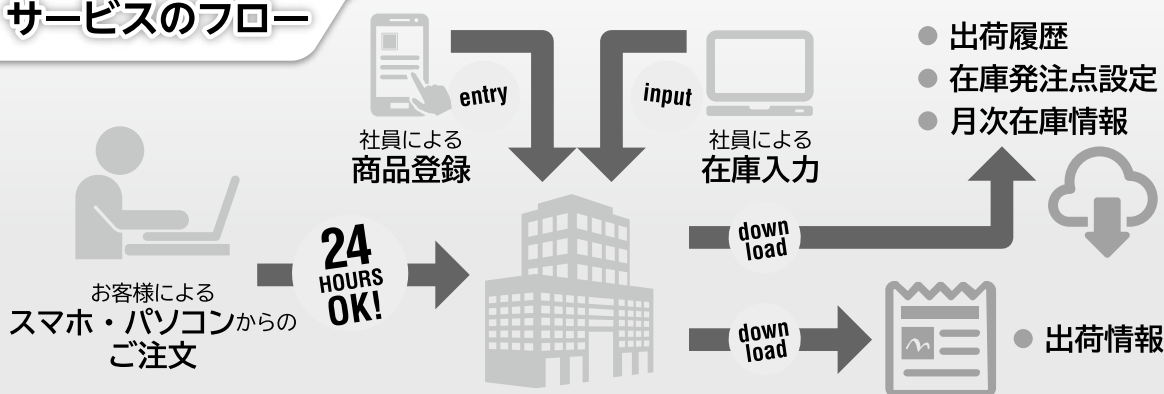 サービスのフロー
entry
社員による
商品登録
input
社員による
在庫入力
出荷履歴
在庫発注点設定
月次在庫情報
お客様による
スマホ・パソコンからの
ご注文
24
HOURS
OK!
down
load
down
load
出荷情報